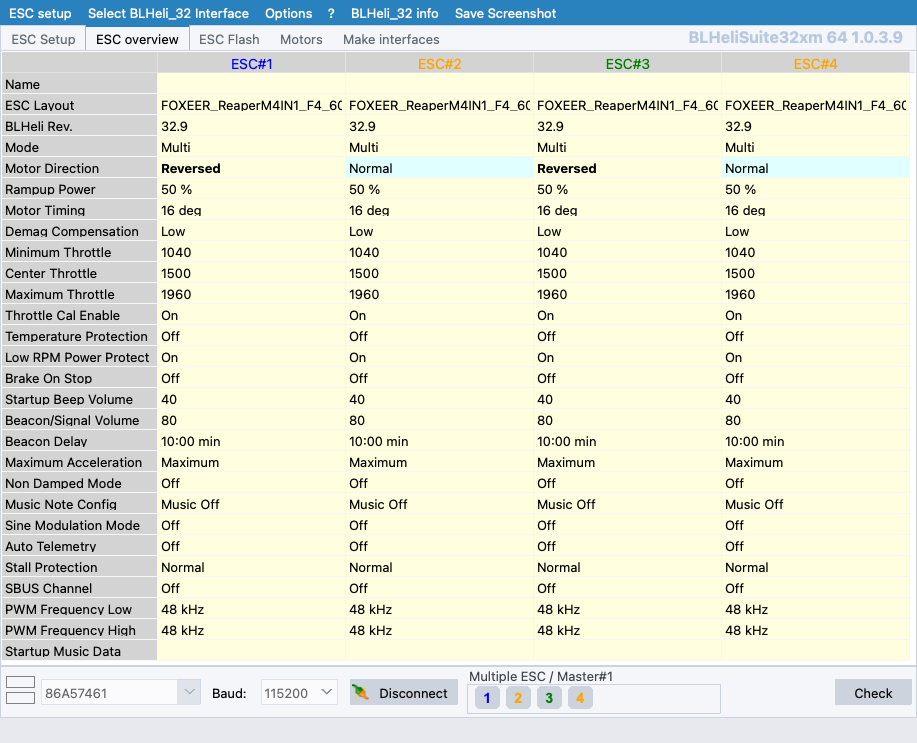 ESC setup Select BLHeli_32 Interface Options ? BLHeli_32 info Save Screenshot
ESC Setup ESC overview ESC Flash Motors Make interfaces BLHeliSuite32xm 64 1.0.3.9
ESC#1 ESC#2 ESC#3 ESC#4
Name
ESC Layout FOXEER_ReaperM4IN1_F4_60 FOXEER_ReaperM4IN1_F4_60 FOXEER_ReaperM4IN1_F4_60 FOXEER_ReaperM4IN1_F4_60
BLHeli Rev. 32.9 32.9 32.9 32.9
Mode Multi Multi Multi Multi
Motor Direction Reversed Normal Reversed Normal
Rampup Power 50 % 50 % 50 % 50 %
Motor Timing 16 deg 16 deg 16 deg 16 deg
Demag Compensation Low Low Low Low
Minimum Throttle 1040 1040 1040 1040
Center Throttle 1500 1500 1500 1500
Maximum Throttle 1960 1960 1960 1960
Throttle Cal Enable On On On On
Temperature Protection Off Off Off Off
Low RPM Power Protect On On On On
Brake On Stop Off Off Off Off
Startup Beep Volume 40 40 40 40
Beacon/Signal Volume 80 80 80 80
Beacon Delay 10:00 min 10:00 min 10:00 min 10:00 min
Maximum Acceleration Maximum Maximum Maximum Maximum
Non Damped Mode Off Off Off Off
Music Note Config Music Off Music Off Music Off Music Off
Sine Modulation Mode Off Off Off Off
Auto Telemetry Off Off Off Off
Stall Protection Normal Normal Normal Normal
SBUS Channel Off Off Off Off
PWM Frequency Low 48 kHz 48 kHz 48 kHz 48 kHz
PWM Frequency High 48 kHz 48 kHz 48 kHz 48 kHz
Startup Music Data
Multiple ESC / Master#1
86A57461 Baud: 115200 Disconnect 1 2 3 4 Check